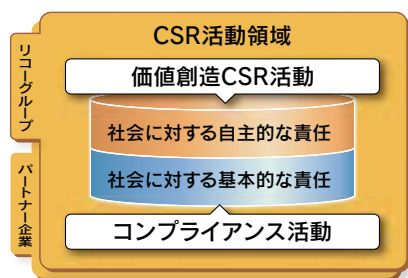 CSR活動領域
リコーグループ
価値創造CSR活動
社会に対する自主的な責任
社会に対する基本的な責任
パートナー企業
コンプライアンス活動